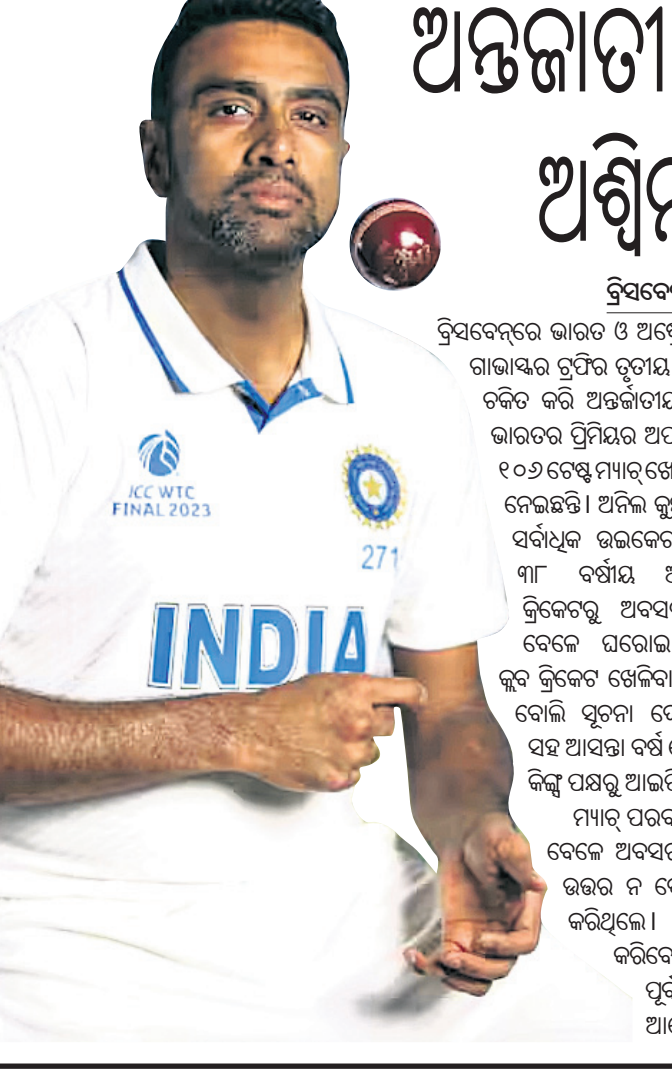 ଅନ୍ତର୍ଜାତୀ
ଅଶ୍ୱିନ
ବ୍ରିସବେ
ବ୍ରିସବେନ୍‌ରେ ଭାରତ ଓ
ଗାଭାସ୍କର ଟ୍ରଫିର ତୃତୀୟ
ଚକିତ କରି ଅନ୍ତର୍ଜାତୀୟ
ଭାରତର ପ୍ରିମିୟର ଅଫ
୧୦୬ ଟେଷ୍ଟ ମ୍ୟାଚ୍ ଖେ
ନେଇଛନ୍ତି। ଅନିଲ କୁ
ସର୍ବାଧିକ ଉଇକେଟ
୩୮ ବର୍ଷୀୟ ଅ
କ୍ରିକେଟରୁ ଅବସ
ବେଳେ ଘରୋଇ
କ୍ଲବ କ୍ରିକେଟ ଖେଳିବା
ବୋଲି ସୂଚନା ଦେ
ସହ ଆସନ୍ତା ବର୍ଷ
କିଙ୍ଗ୍ସ ପକ୍ଷରୁ ଆଇପି
ମ୍ୟାଚ୍ ପରବ
ବେଳେ ଅବସର
ଉତ୍ତର ନ ଦେ
କରିଥିଲେ।
କରିବେ
ପୂର୍ବ
ଆ
ICC WTC
FINAL 2023
271
INDIA